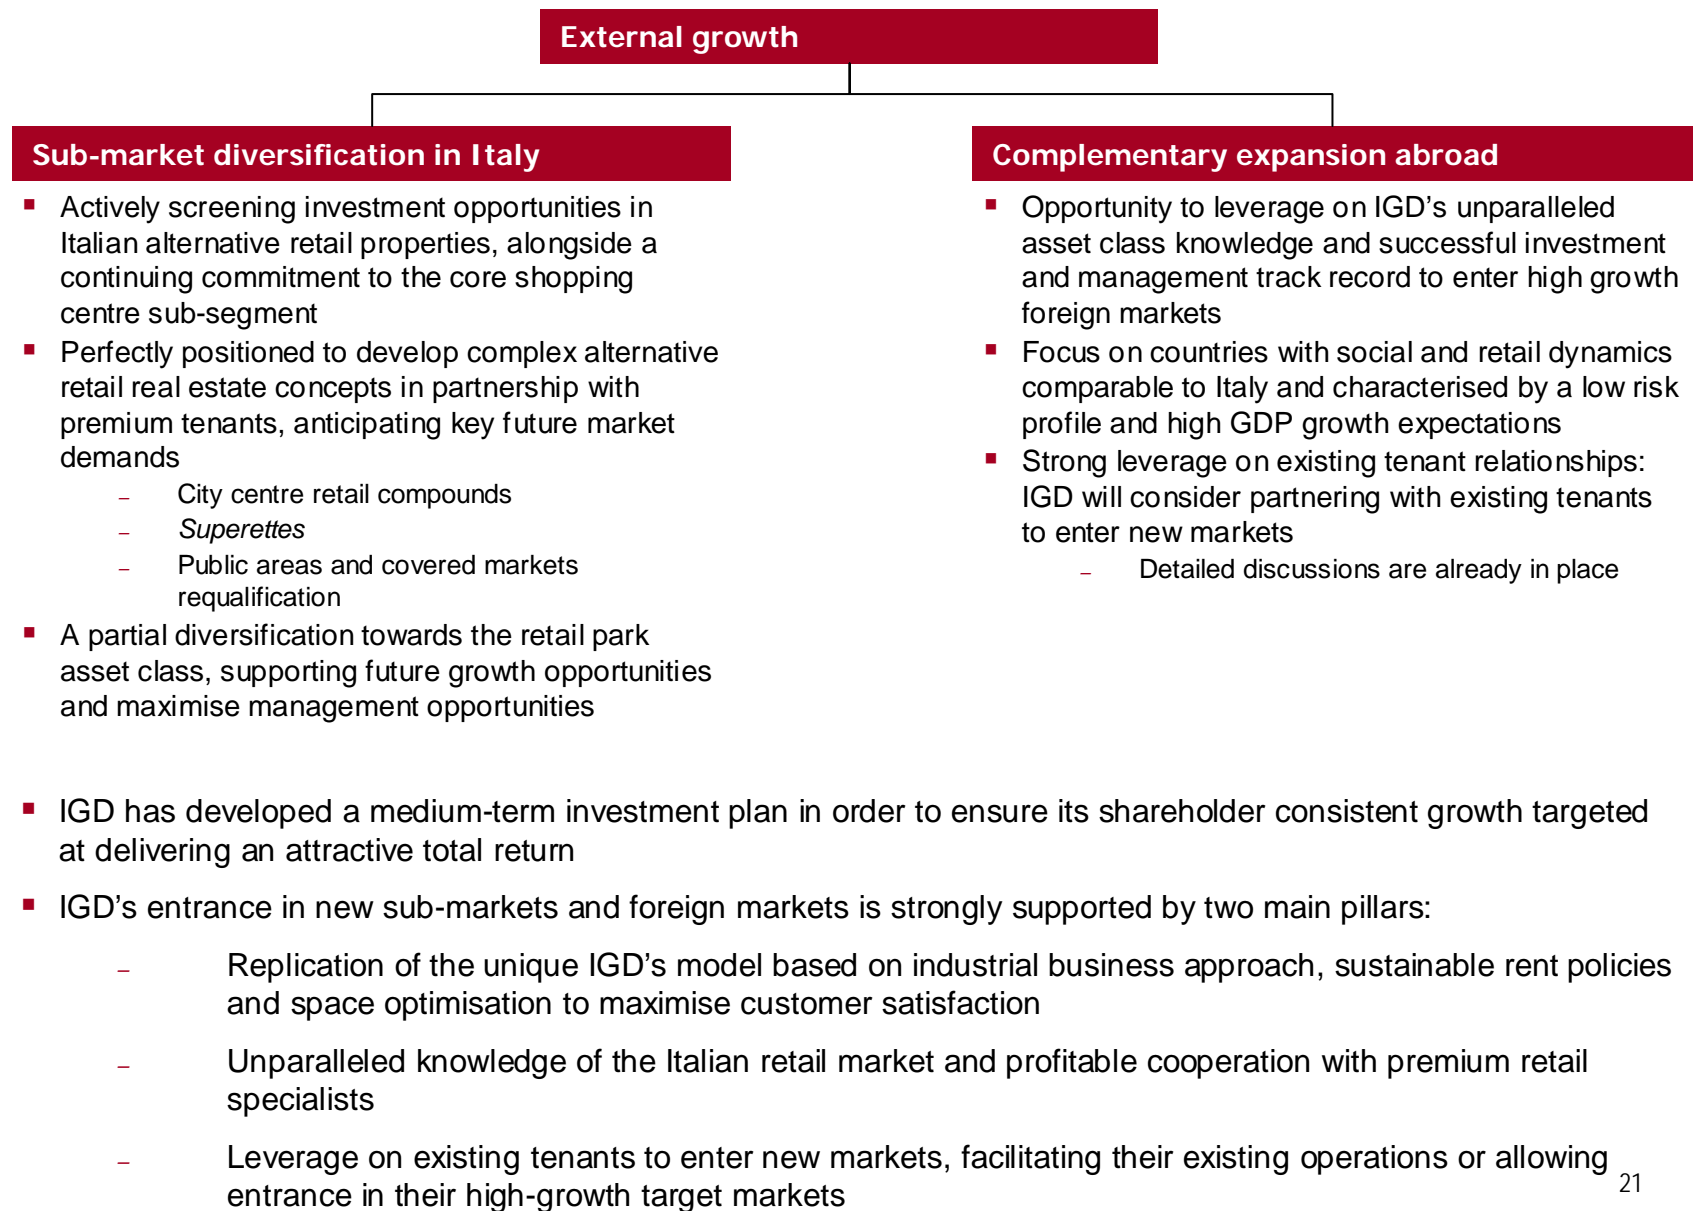 External growth
Sub-market diversification in Italy
▪ Actively screening investment opportunities in
Italian alternative retail properties, alongside a
continuing commitment to the core shopping
centre sub-segment
▪ Perfectly positioned to develop complex alternative
retail real estate concepts in partnership with
premium tenants, anticipating key future market
demands
– City centre retail compounds
– Superettes
– Public areas and covered markets
requalification
▪ A partial diversification towards the retail park
asset class, supporting future growth opportunities
and maximise management opportunities
Complementary expansion abroad
▪ Opportunity to leverage on IGD’s unparalleled
asset class knowledge and successful investment
and management track record to enter high growth
foreign markets
▪ Focus on countries with social and retail dynamics
comparable to Italy and characterised by a low risk
profile and high GDP growth expectations
▪ Strong leverage on existing tenant relationships:
IGD will consider partnering with existing tenants
to enter new markets
– Detailed discussions are already in place
▪ IGD has developed a medium-term investment plan in order to ensure its shareholder consistent growth targeted
at delivering an attractive total return
▪ IGD’s entrance in new sub-markets and foreign markets is strongly supported by two main pillars:
– Replication of the unique IGD’s model based on industrial business approach, sustainable rent policies
and space optimisation to maximise customer satisfaction
– Unparalleled knowledge of the Italian retail market and profitable cooperation with premium retail
specialists
– Leverage on existing tenants to enter new markets, facilitating their existing operations or allowing
entrance in their high-growth target markets
21